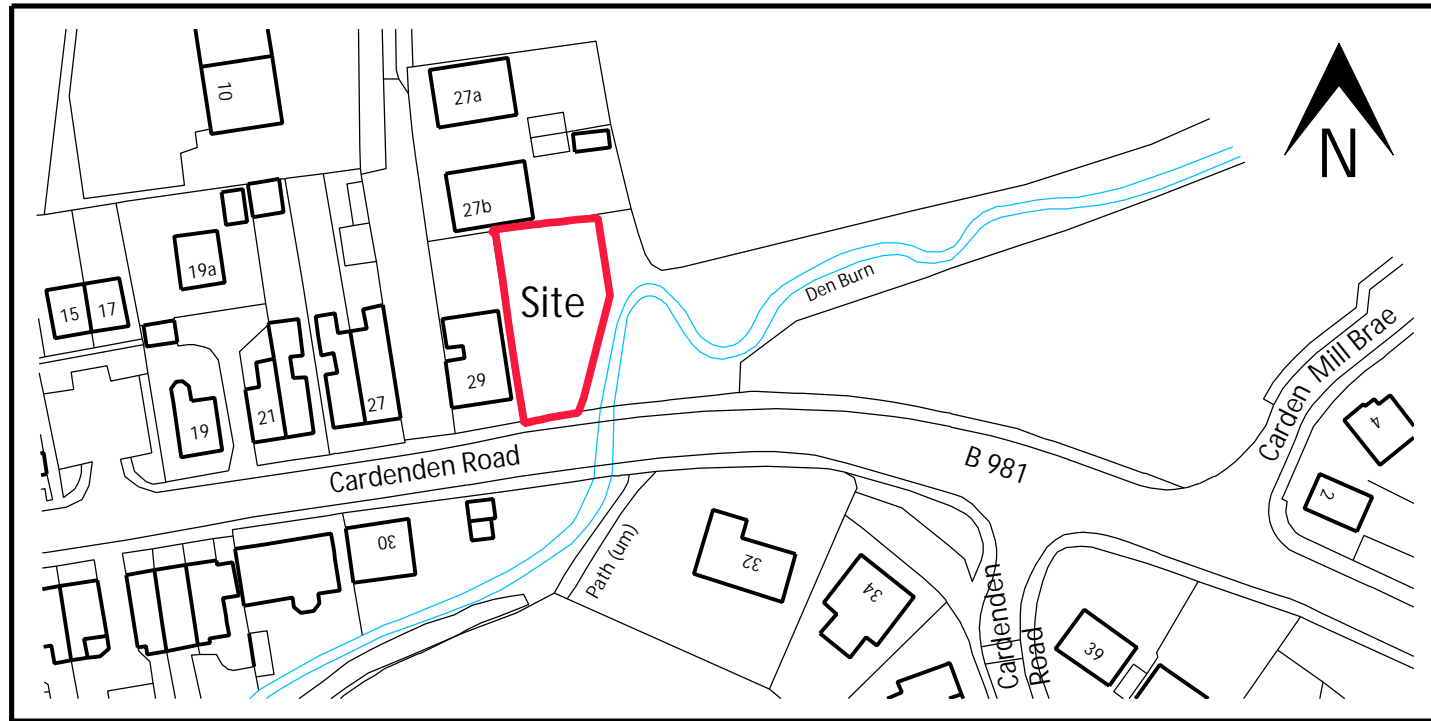 10
27a
27b
N
19a
15
17
Site
Den Burn
29
27
21
19
Carden Mill Brae
4
2
Cardenden Road
B 981
30
32
34
Path (um)
Cardenden
Road
39